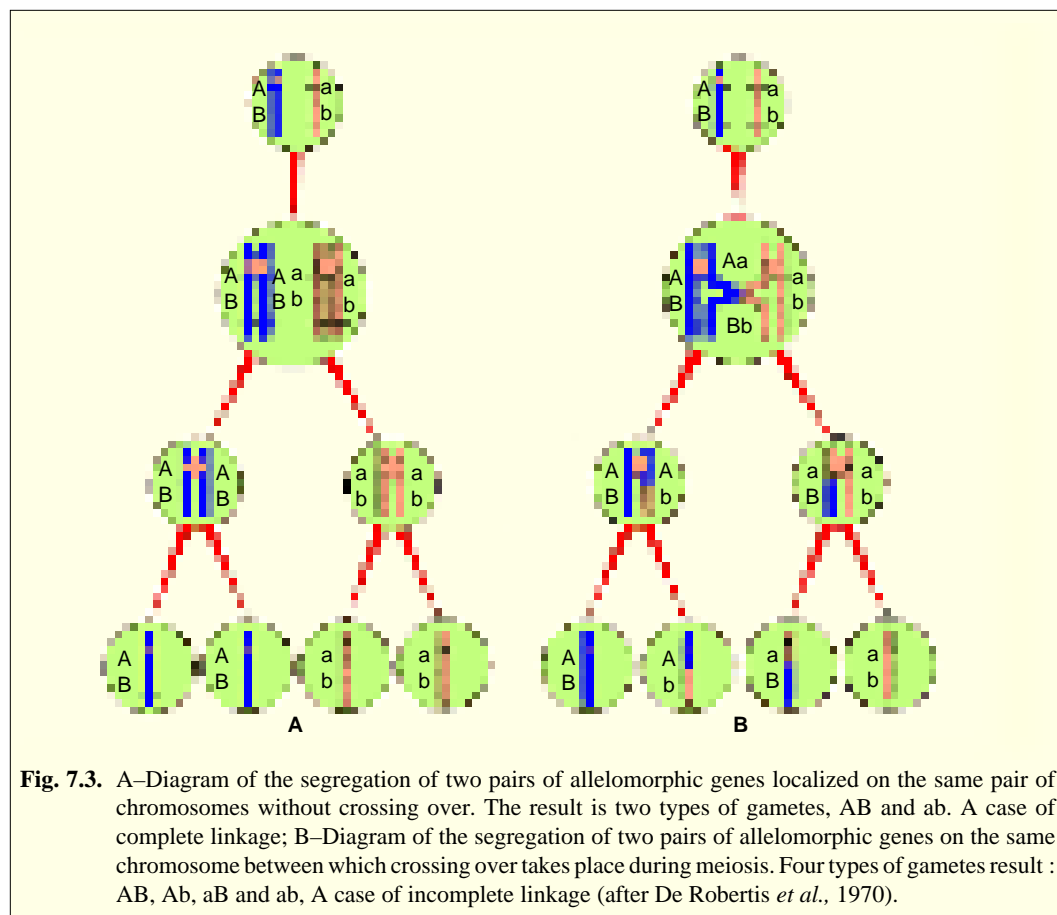 A a A a
B b B b
A A a a A Aa a
B B b b B Bb b
A A a a A A a a
B B b b B b B b
A A a a A A a a
B B b b B b B b
A B
Fig. 7.3. A–Diagram of the segregation of two pairs of allelomorphic genes localized on the same pair of
chromosomes without crossing over. The result is two types of gametes, AB and ab. A case of
complete linkage; B–Diagram of the segregation of two pairs of allelomorphic genes on the same
chromosome between which crossing over takes place during meiosis. Four types of gametes result :
AB, Ab, aB and ab, A case of incomplete linkage (after De Robertis et al., 1970).